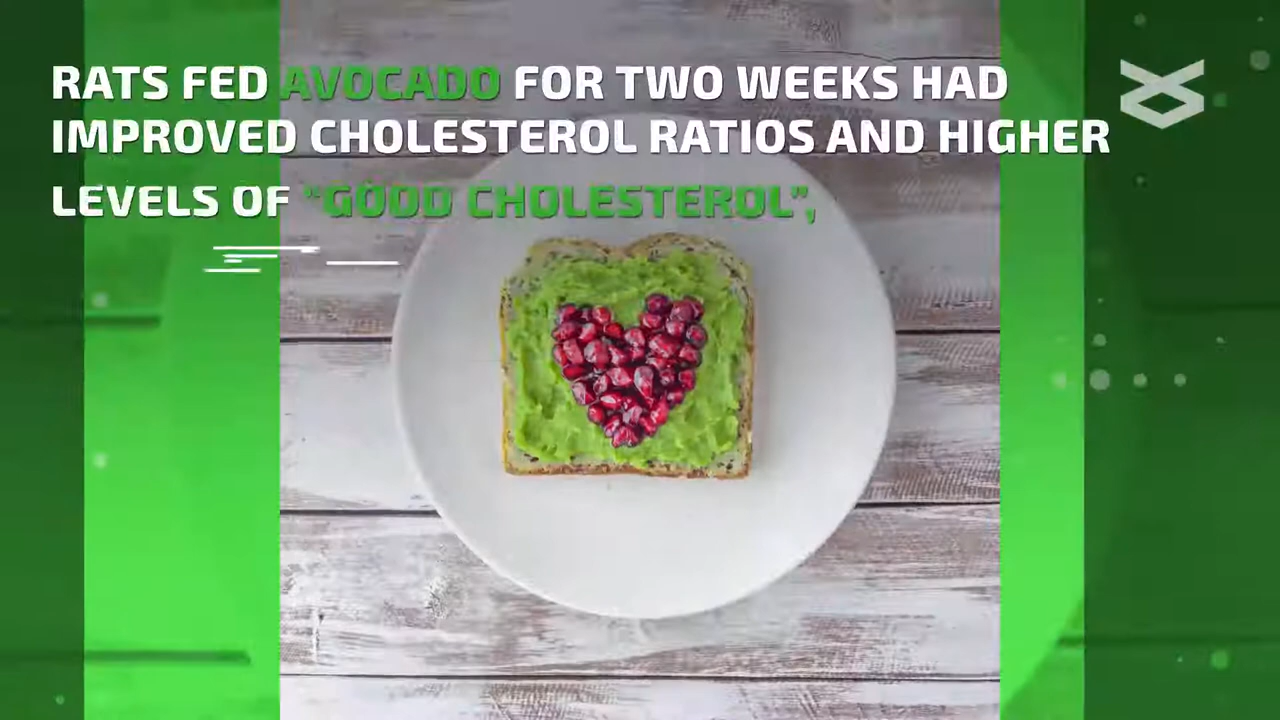 RATS FED AVOCADO FOR TWO WEEKS HAD
IMPROVED CHOLESTEROL RATIOS AND HIGHER
LEVELS OF "GOOD CHOLESTEROL",